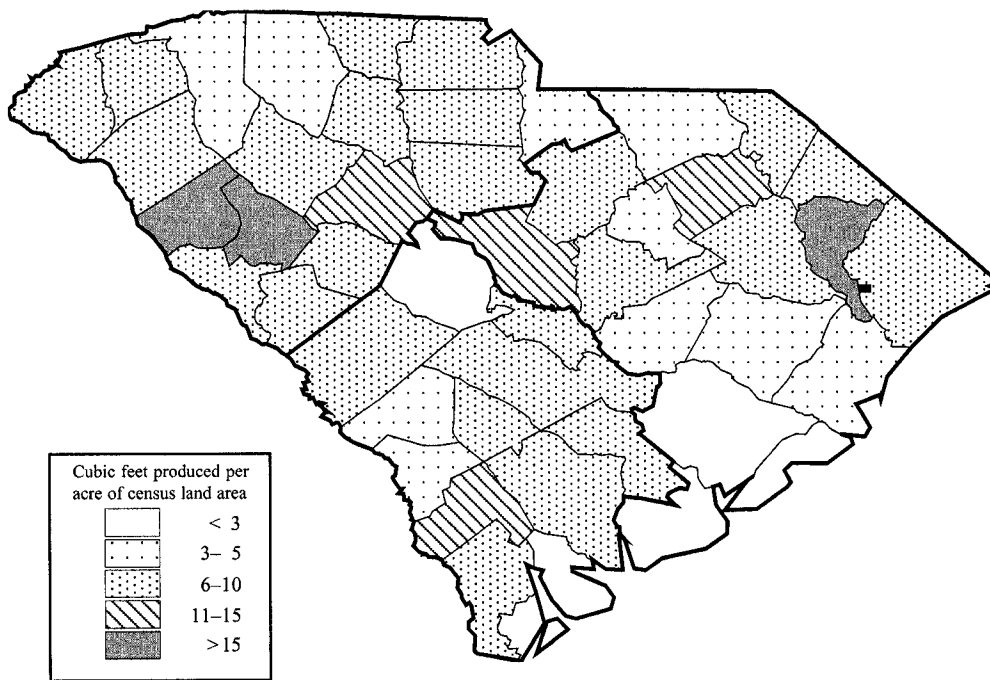 Cubic feet produced per
acre of census land area
< 3
3– 5
6–10
11–15
>15